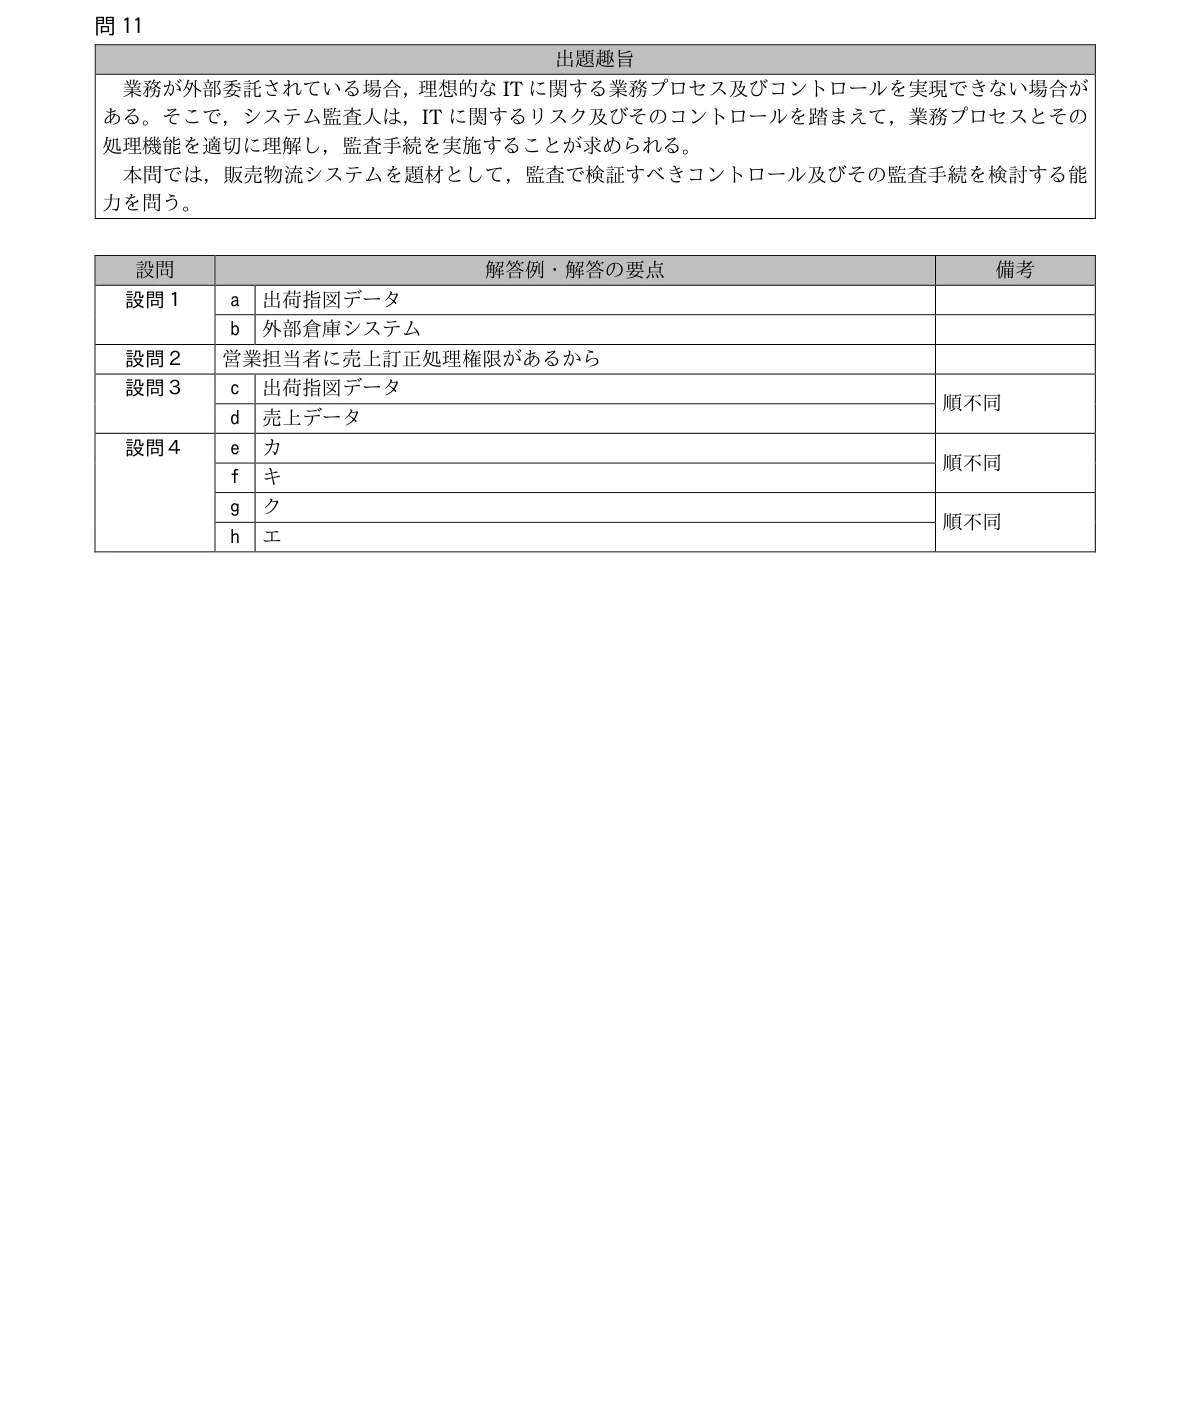 問 11
出題趣旨
業務が外部委託されている場合，理想的な IT に関する業務プロセス及びコントロールを実現できない場合が
ある。そこで，システム監査人は，IT に関するリスク及びそのコントロールを踏まえて，業務プロセスとその
処理機能を適切に理解し，監査手続を実施することが求められる。
本問では，販売物流システムを題材として，監査で検証すべきコントロール及びその監査手続を検討する能
力を問う。
設問 解答例・解答の要点 備考
設問１ a 出荷指図データ
b 外部倉庫システム
設問２ 営業担当者に売上訂正処理権限があるから
設問３ c 出荷指図データ 順不同
d 売上データ
設問４ e カ 順不同
f キ
g ク 順不同
h エ